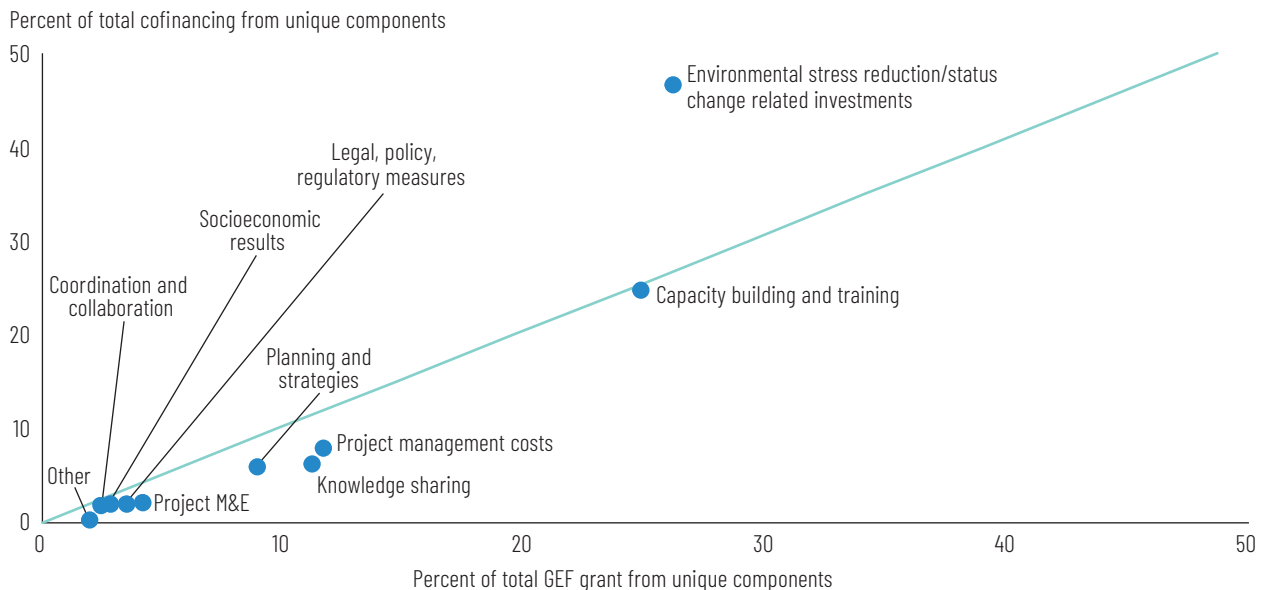 Percent of total cofinancing from unique components
50
Environmental stress reduction/status
change related investments
40
Legal, policy,
regulatory measures
Socioeconomic
results
30
Coordination and
collaboration
Capacity building and training
20
Planning and
strategies
10
Project management costs
Knowledge sharing
Other
Project M&E
0
0
10
20
30
40
50
Percent of total GEF grant from unique components